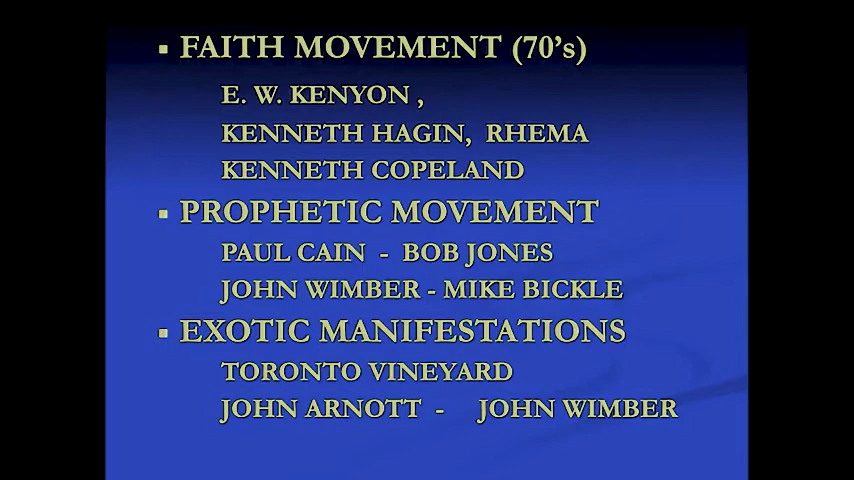 ▪ FAITH MOVEMENT (70's)
E. W. KENYON ,
KENNETH HAGIN, RHEMA
KENNETH COPELAND
▪ PROPHETIC MOVEMENT
PAUL CAIN - BOB JONES
JOHN WIMBER - MIKE BICKLE
▪ EXOTIC MANIFESTATIONS
TORONTO VINEYARD
JOHN ARNOTT - JOHN WIMBER